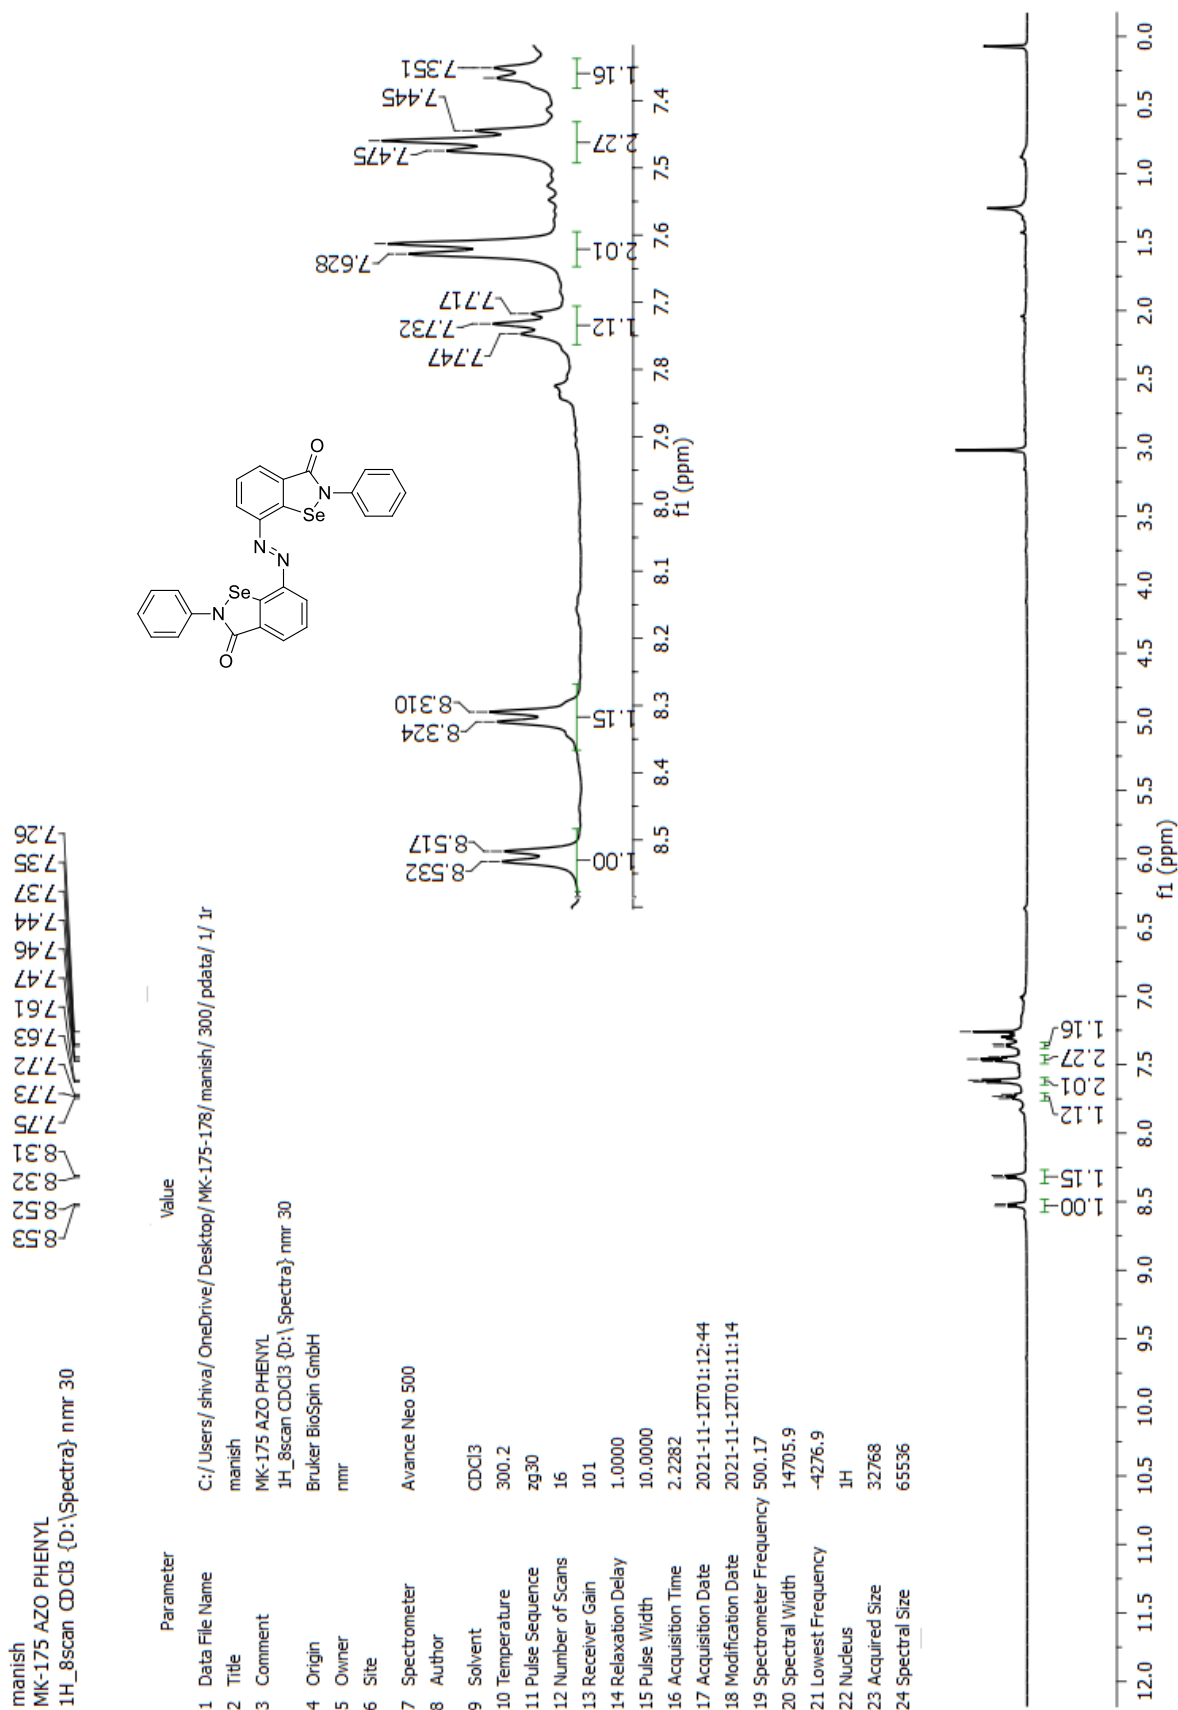 manish
MK-175 AZO PHENYL
1H_8scan CDCl3 {D:\Spectra} nmr 30
8.53
8.52
8.32
8.31
7.75
7.73
7.72
7.63
7.61
7.47
7.46
7.44
7.37
7.35
7.26
Parameter Value
1 Data File Name C:/ Users/ shiva/ OneDrive/ Desktop/ MK-175-178/ manish/ 300/ pdata/ 1/ 1r
2 Title manish
3 Comment MK-175 AZO PHENYL
1H_8scan CDCl3 {D:\ Spectra} nmr 30
4 Origin Bruker BioSpin GmbH
5 Owner nmr
6 Site
7 Spectrometer Avance Neo 500
8 Author
9 Solvent CDCl3
10 Temperature 300.2
11 Pulse Sequence zg30
12 Number of Scans 16
13 Receiver Gain 101
14 Relaxation Delay 1.0000
15 Pulse Width 10.0000
16 Acquisition Time 2.2282
17 Acquisition Date 2021-11-12T01:12:44
18 Modification Date 2021-11-12T01:11:14
19 Spectrometer Frequency 500.17
20 Spectral Width 14705.9
21 Lowest Frequency -4276.9
22 Nucleus 1H
23 Acquired Size 32768
24 Spectral Size 65536
O
N
Se
N
N
Se
N
O
8.532
8.517
8.324
8.310
7.747
7.732
7.717
7.628
7.475
7.445
7.351
1.00
1.15
1.12
2.01
2.27
1.16
8.5 8.4 8.3 8.2 8.1 8.0 7.9 7.8 7.7 7.6 7.5 7.4
f1 (ppm)
1.00
1.15
1.12
2.01
2.27
1.16
12.0 11.5 11.0 10.5 10.0 9.5 9.0 8.5 8.0 7.5 7.0 6.5 6.0 5.5 5.0 4.5 4.0 3.5 3.0 2.5 2.0 1.5 1.0 0.5 0.0
f1 (ppm)